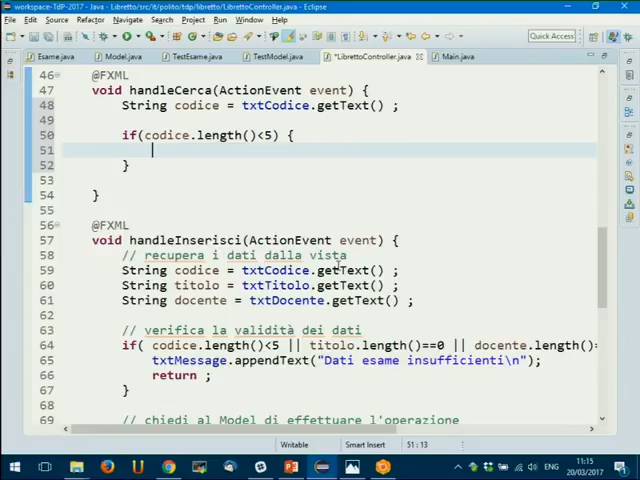 workspace-TdP-2017 - Java - Libretto/src/it/polito/tdp/libretto/LibrettoController.java - Eclipse
File Edit Source Refactor Navigate Search Project Run Window Help
Quick Access
Esame.java Model.java TestEsame.java TestModel.java *LibrettoController.java Main.java
46 @FXML
47 void handleCerca(ActionEvent event) {
48 String codice = txtCodice.getText() ;
49
50 if(codice.length()<5) {
51
52 }
53
54 }
55
56 @FXML
57 void handleInserisci(ActionEvent event) {
58 // recupera i dati dalla vista
59 String codice = txtCodice.getText() ;
60 String titolo = txtTitolo.getText() ;
61 String docente = txtDocente.getText() ;
62
63 // verifica la validità dei dati
64 if( codice.length()<5 || titolo.length()==0 || docente.length()=
65 txtMessage.appendText("Dati esame insufficienti\n");
66 return ;
67 }
68
69 // chiedi al Model di effettuare l'operazione
Writable Smart Insert 51 : 13
11:15
20/03/2017